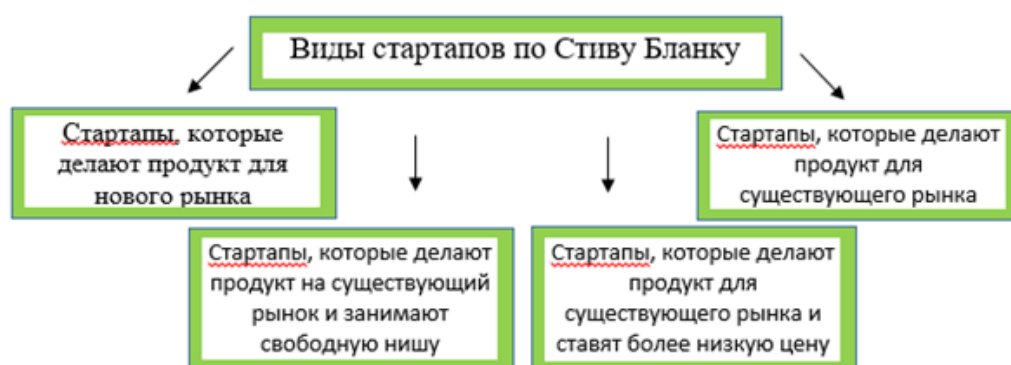 Виды стартапов по Стиву Бланку
Стартапы, которые
делают продукт для
нового рынка
Стартапы, которые делают
продукт на существующий
рынок и занимают
свободную нишу
Стартапы, которые делают
продукт для
существующего рынка и
ставят более низкую цену
Стартапы, которые делают
продукт для
существующего рынка